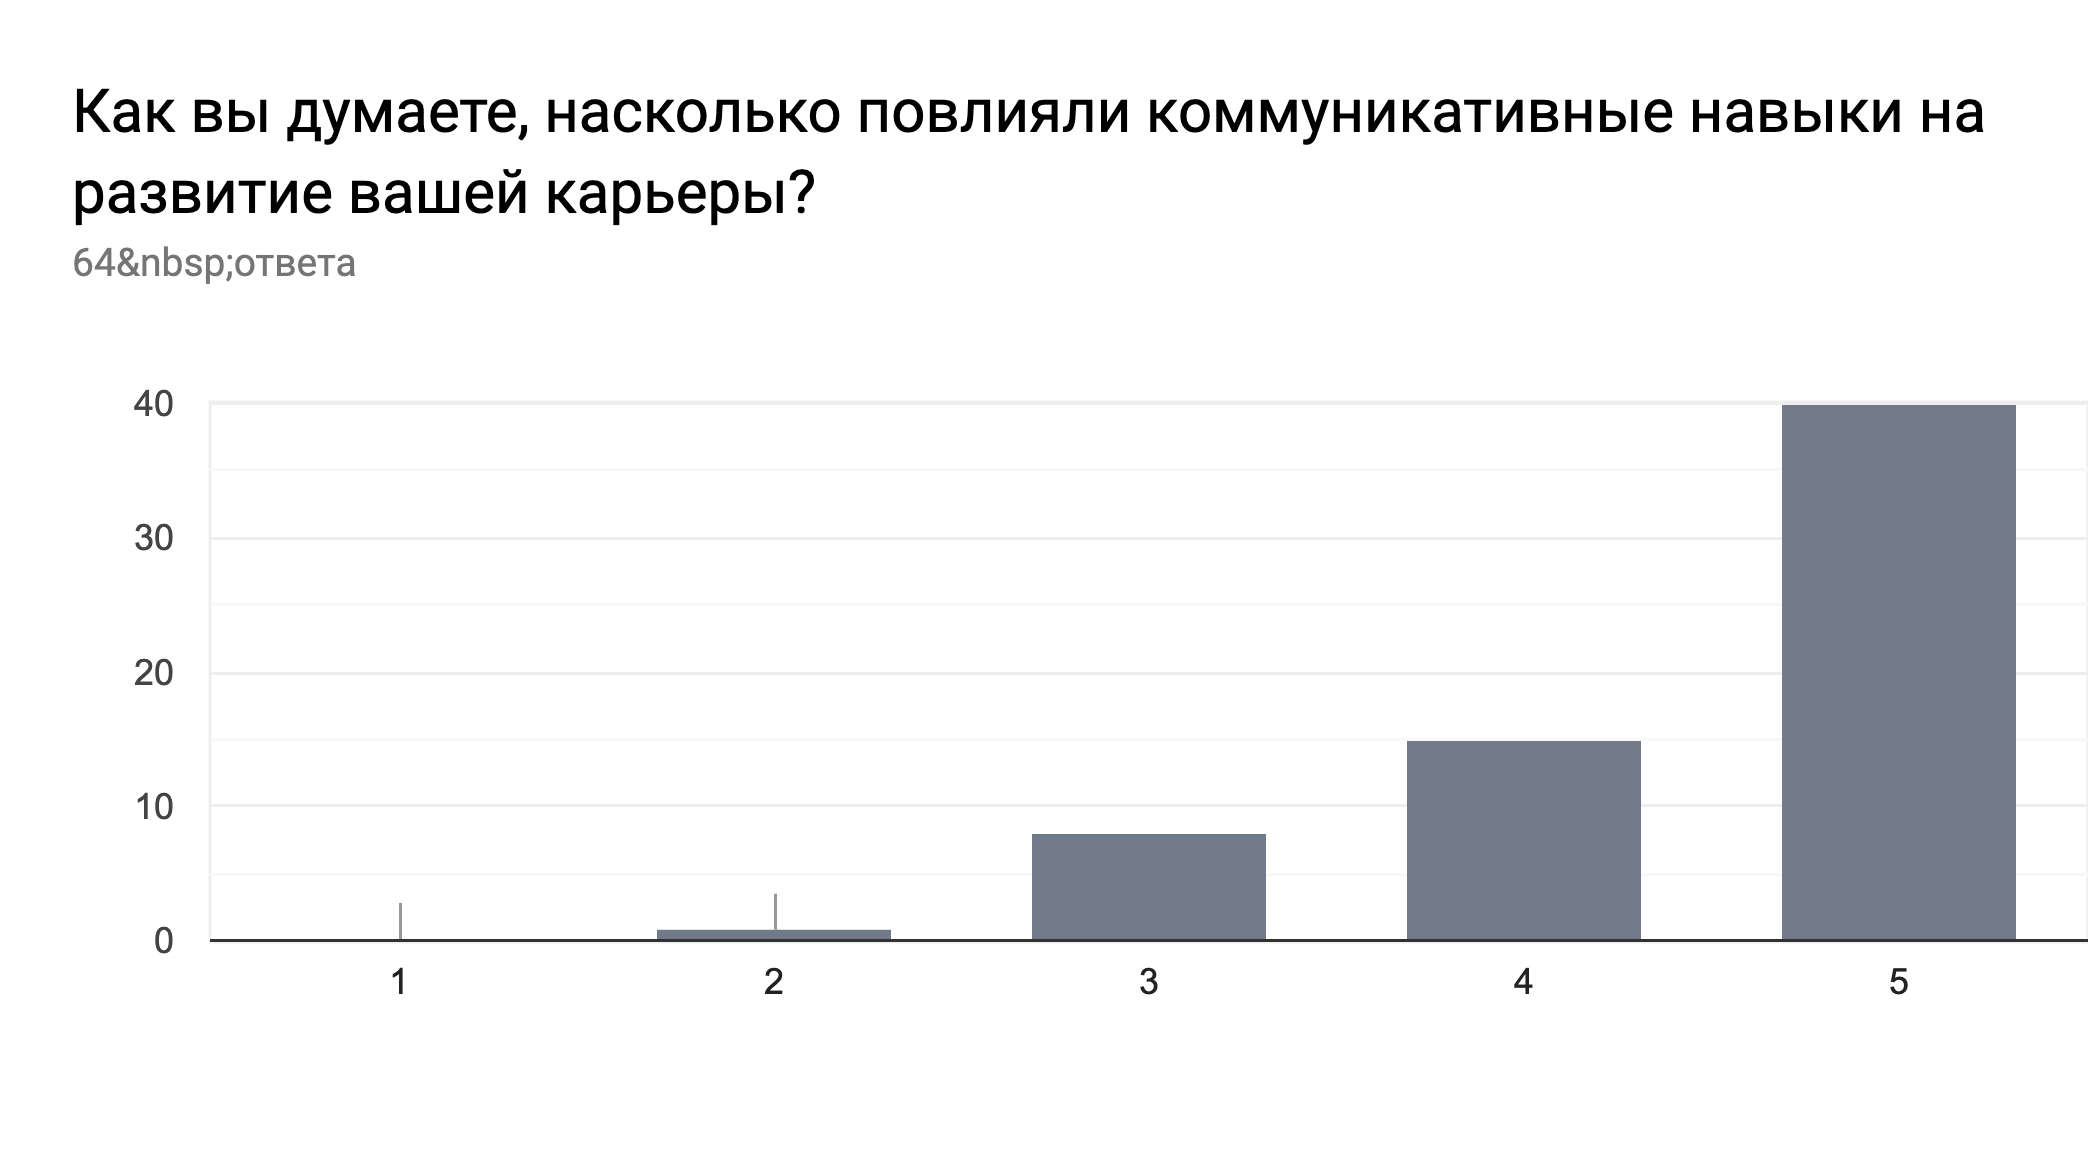 Как вы думаете, насколько повлияли коммуникативные навыки на
развитие вашей карьеры?
64&nbsp;ответа
40
30
20
10
0
1 2 3 4 5